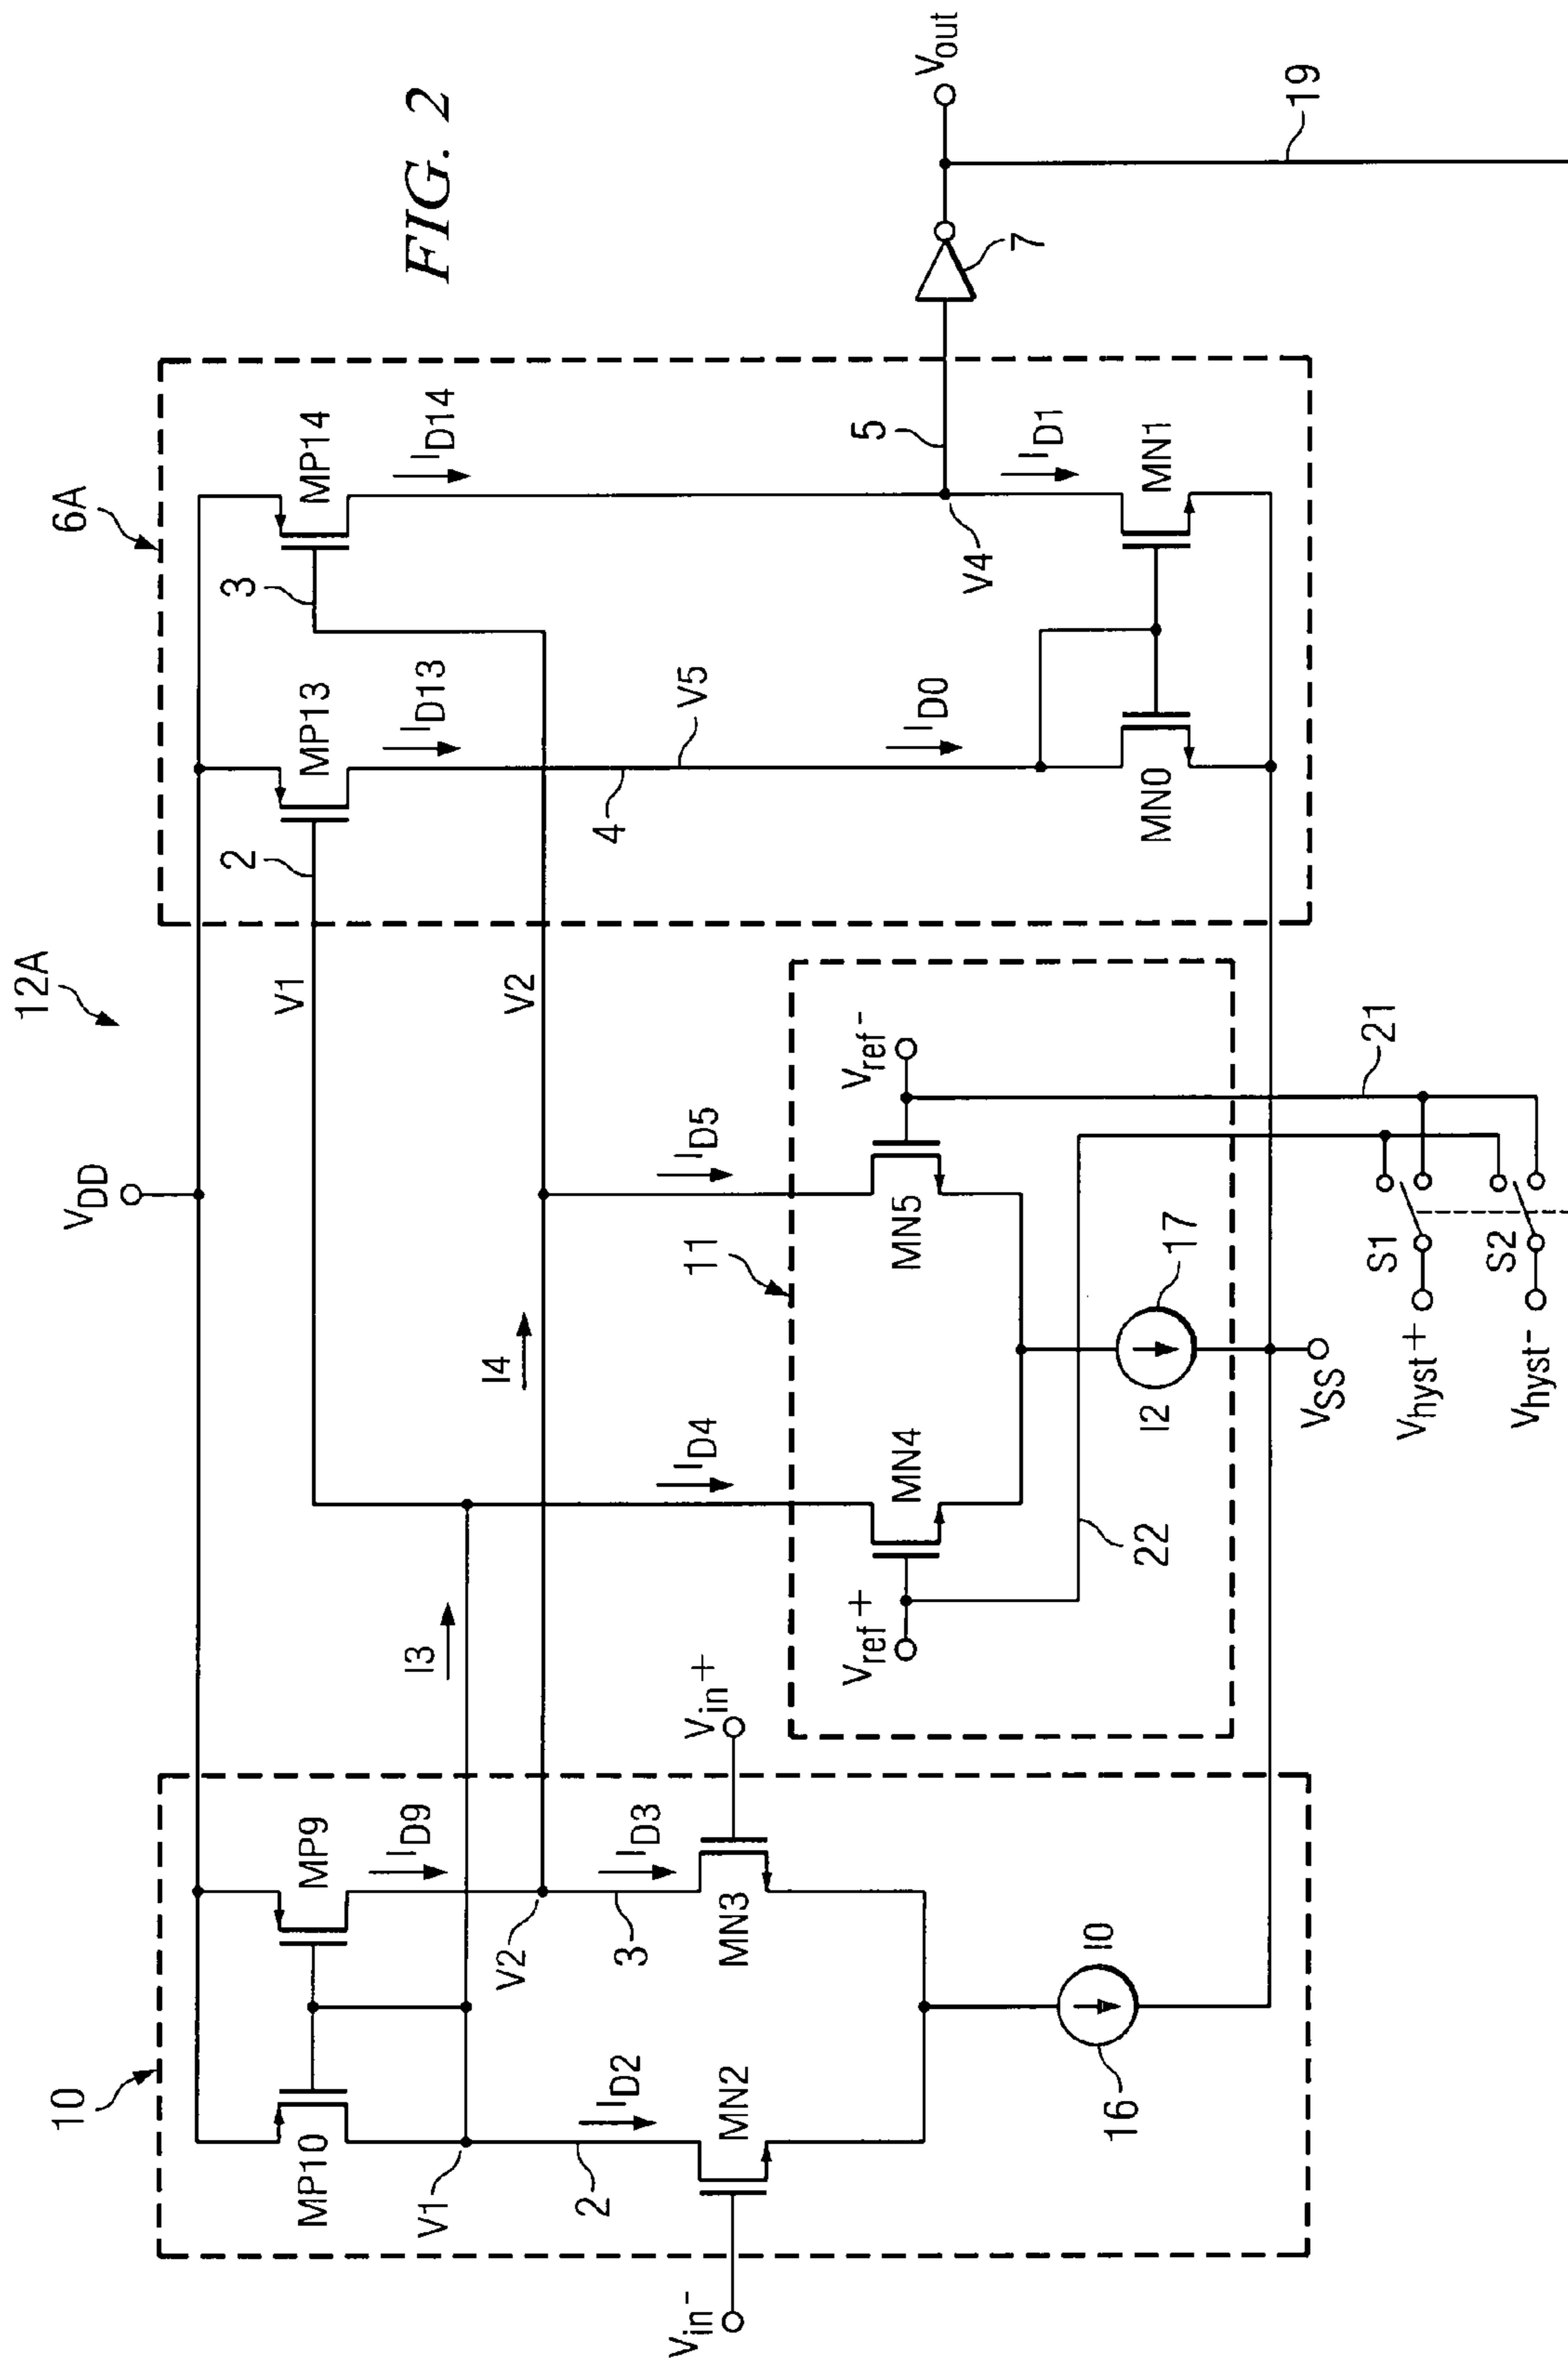 FIG. 2
12A
VDD
10
MP10
MP9
ID9
V1
V2
2
3
ID2
ID3
MN2
MN3
Vin-
Vin+
16
I0
I3
I4
V1
V2
11
ID4
ID5
Vref+
MN4
MN5
Vref-
22
21
I2
17
VSS
S1
S2
Vhyst+
Vhyst-
6A
2
MP13
3
MP14
ID13
ID14
4
V5
ID0
ID1
V4
5
MN0
MN1
7
Vout
19